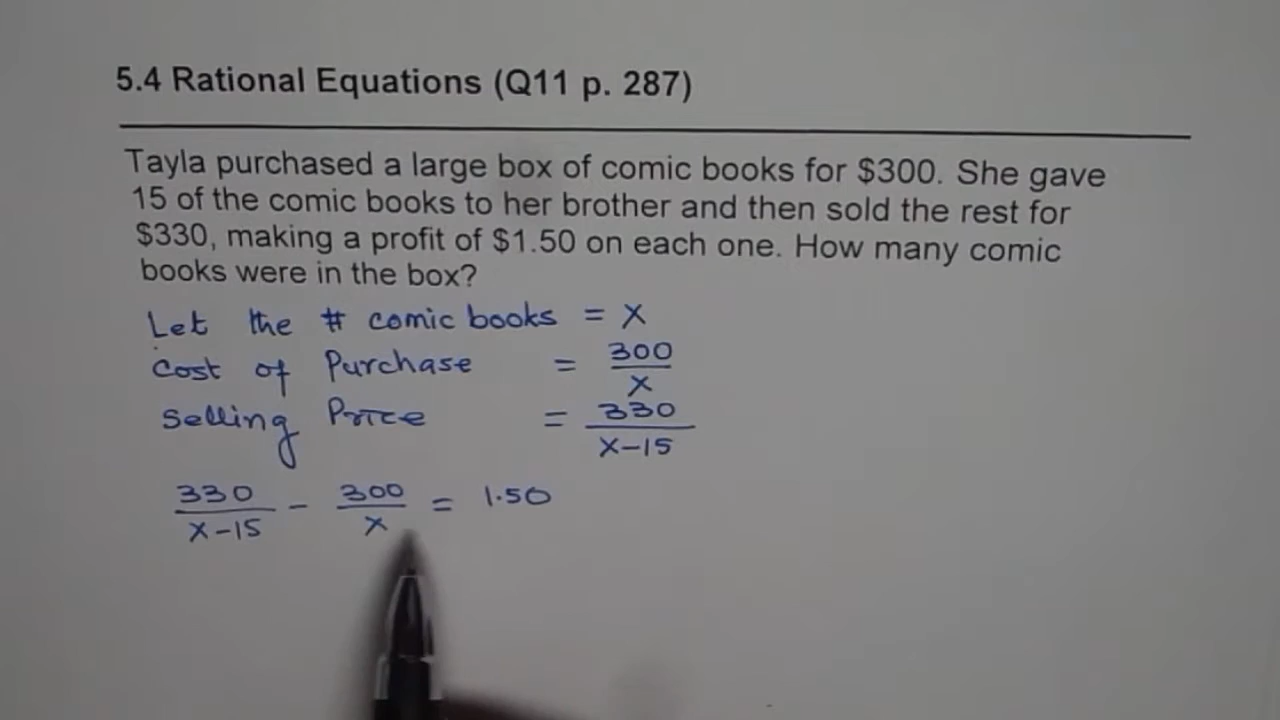 5.4 Rational Equations (Q11 p. 287)
Tayla purchased a large box of comic books for $300. She gave
15 of the comic books to her brother and then sold the rest for
$330, making a profit of $1.50 on each one. How many comic
books were in the box?
Let the # comic books = x
Cost of Purchase = 300/x
Selling Price = 330/x-15
330/x-15 - 300/x = 1.50